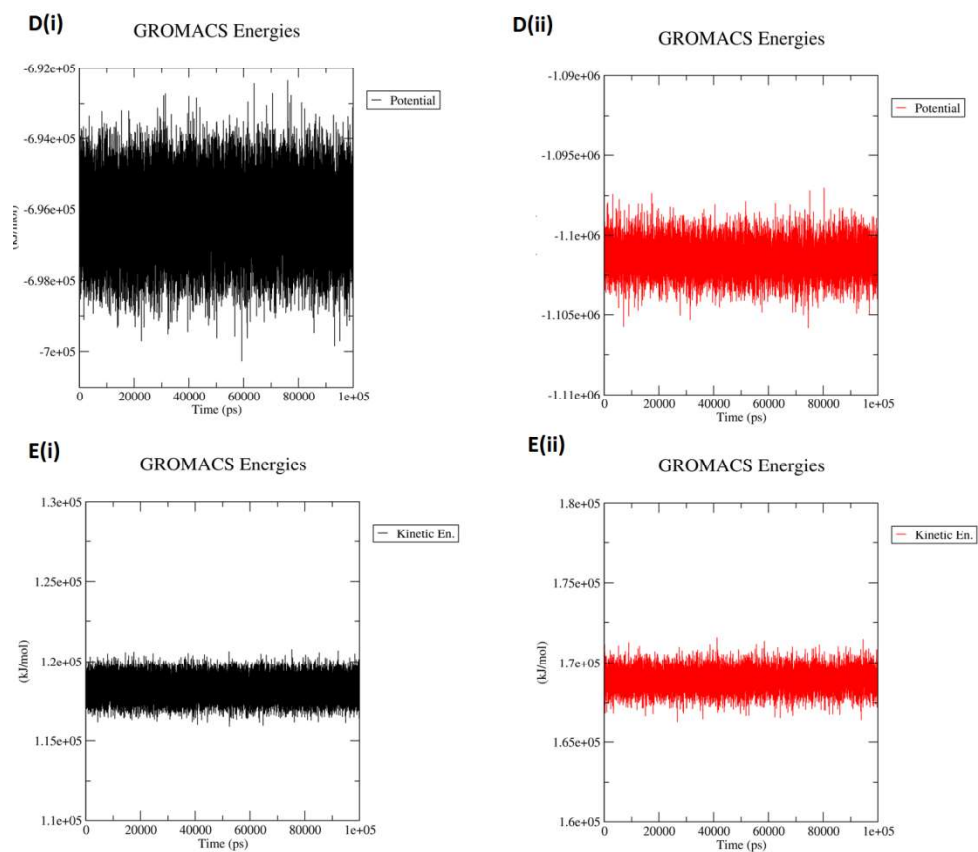 D(i)
GROMACS Energies
-6.92e+05
-6.94e+05
-6.96e+05
-6.98e+05
-7e+05
(kJ/mol)
0 20000 40000 60000 80000 1e+05
Time (ps)
Potential
D(ii)
GROMACS Energies
-1.09e+06
-1.095e+06
-1.1e+06
-1.105e+06
-1.11e+06
0 20000 40000 60000 80000 1e+05
Time (ps)
Potential
E(i)
GROMACS Energies
1.3e+05
1.25e+05
1.2e+05
1.15e+05
1.1e+05
(kJ/mol)
0 20000 40000 60000 80000 1e+05
Time (ps)
Kinetic En.
E(ii)
GROMACS Energies
1.8e+05
1.75e+05
1.7e+05
1.65e+05
1.6e+05
(kJ/mol)
0 20000 40000 60000 80000 1e+05
Time (ps)
Kinetic En.